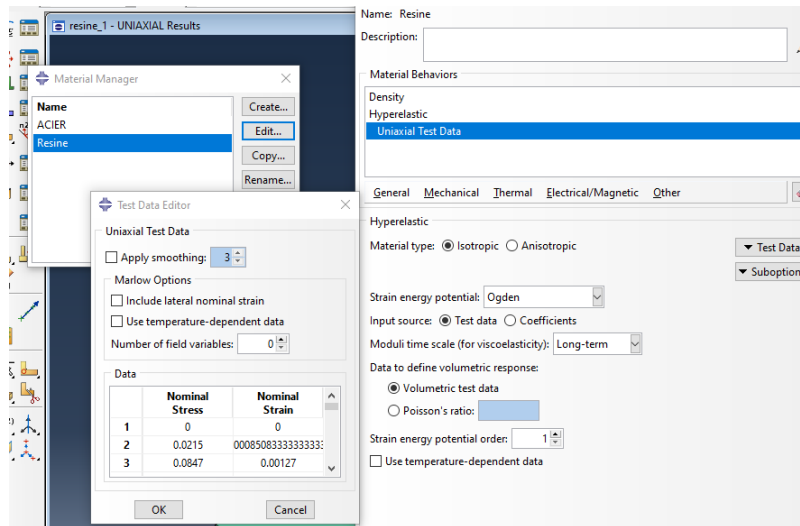 resine_1 - UNIAXIAL Results
Material Manager
Name
ACIER
Resine
Create...
Edit...
Copy...
Rename...
Test Data Editor
Uniaxial Test Data
Apply smoothing: 3
Marlow Options
Include lateral nominal strain
Use temperature-dependent data
Number of field variables: 0
Data
Nominal Stress Nominal Strain
1 0 0
2 0.0215 00085083333333333
3 0.0847 0.00127
OK Cancel
Name: Resine
Description:
Material Behaviors
Density
Hyperelastic
Uniaxial Test Data
General Mechanical Thermal Electrical/Magnetic Other
Hyperelastic
Material type: Isotropic Anisotropic
Test Data
Suboption
Strain energy potential: Ogden
Input source: Test data Coefficients
Moduli time scale (for viscoelasticity): Long-term
Data to define volumetric response:
Volumetric test data
Poisson's ratio:
Strain energy potential order: 1
Use temperature-dependent data